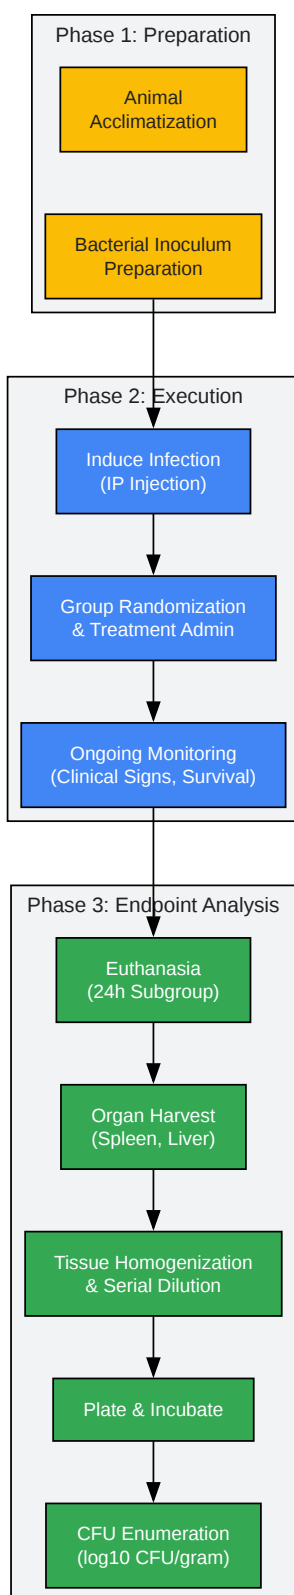 Phase 1: Preparation
Animal
Acclimatization
Bacterial Inoculum
Preparation
Phase 2: Execution
Induce Infection
(IP Injection)
Group Randomization
& Treatment Admin
Ongoing Monitoring
(Clinical Signs, Survival)
Phase 3: Endpoint Analysis
Euthanasia
(24h Subgroup)
Organ Harvest
(Spleen, Liver)
Tissue Homogenization
& Serial Dilution
Plate & Incubate
CFU Enumeration
(log10 CFU/gram)